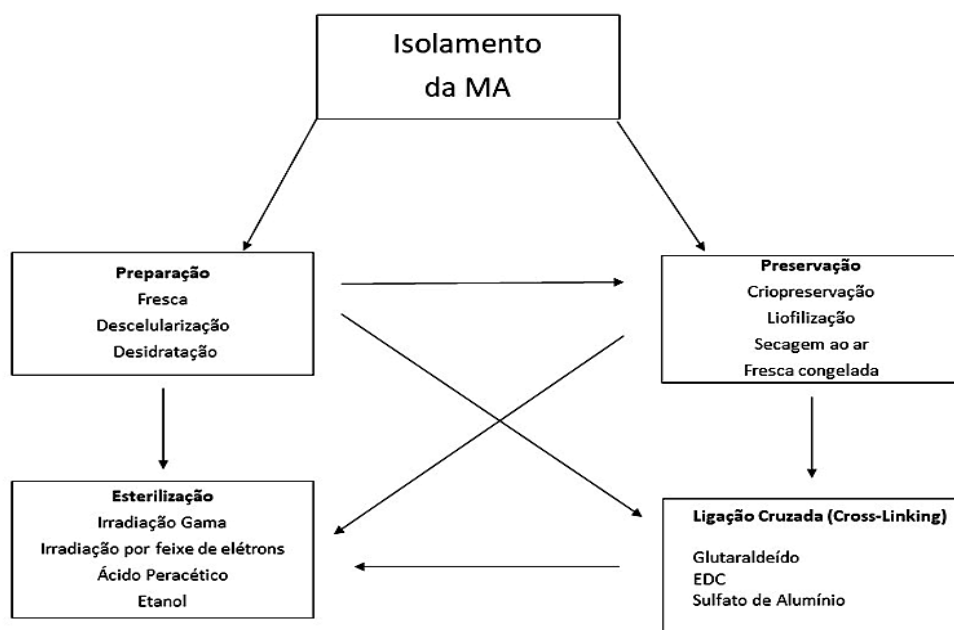 Isolamento
da MA
Preparação
Fresca
Descelularização
Desidratação
Preservação
Criopreservação
Liofilização
Secagem ao ar
Fresca congelada
Esterilização
Irradiação Gama
Irradiação por feixe de elétrons
Ácido Peracético
Etanol
Ligação Cruzada (Cross-Linking)
Glutaraldeído
EDC
Sulfato de Alumínio